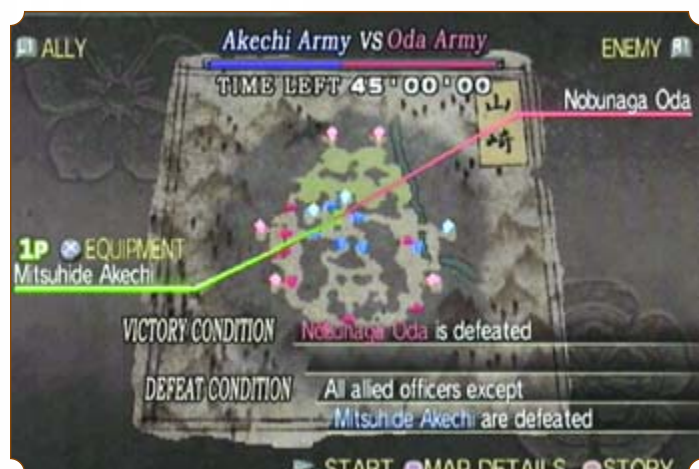 L1 ALLY
Akechi Army VS Oda Army
ENEMY R1
TIME LEFT 45'00"00
山崎
Nobunaga Oda
1P EQUIPMENT
Mitsuhide Akechi
VICTORY CONDITION Nobunaga Oda is defeated
DEFEAT CONDITION All allied officers except
Mitsuhide Akechi are defeated
START MAP DETAILS STORY